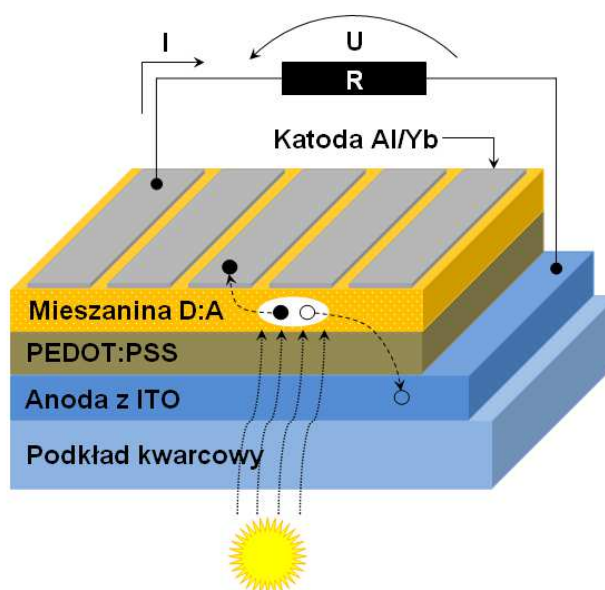 I
U
R
Katoda Al/Yb
Mieszanina D:A
PEDOT:PSS
Anoda z ITO
Podkład kwarcowy